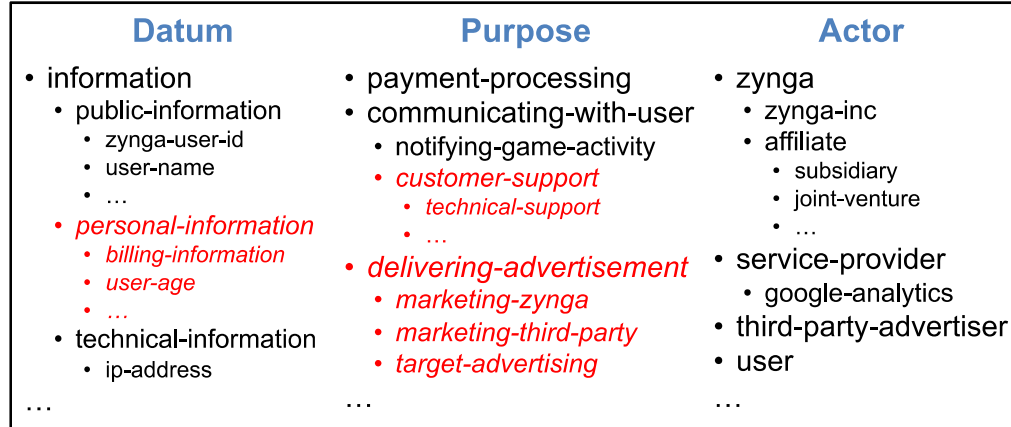 Datum
• information
• public-information
• zynga-user-id
• user-name
• …
• personal-information
• billing-information
• user-age
• …
• technical-information
• ip-address
…
Purpose
• payment-processing
• communicating-with-user
• notifying-game-activity
• customer-support
• technical-support
• …
• delivering-advertisement
• marketing-zynga
• marketing-third-party
• target-advertising
…
Actor
• zynga
• zynga-inc
• affiliate
• subsidiary
• joint-venture
• …
• service-provider
• google-analytics
• third-party-advertiser
• user
…